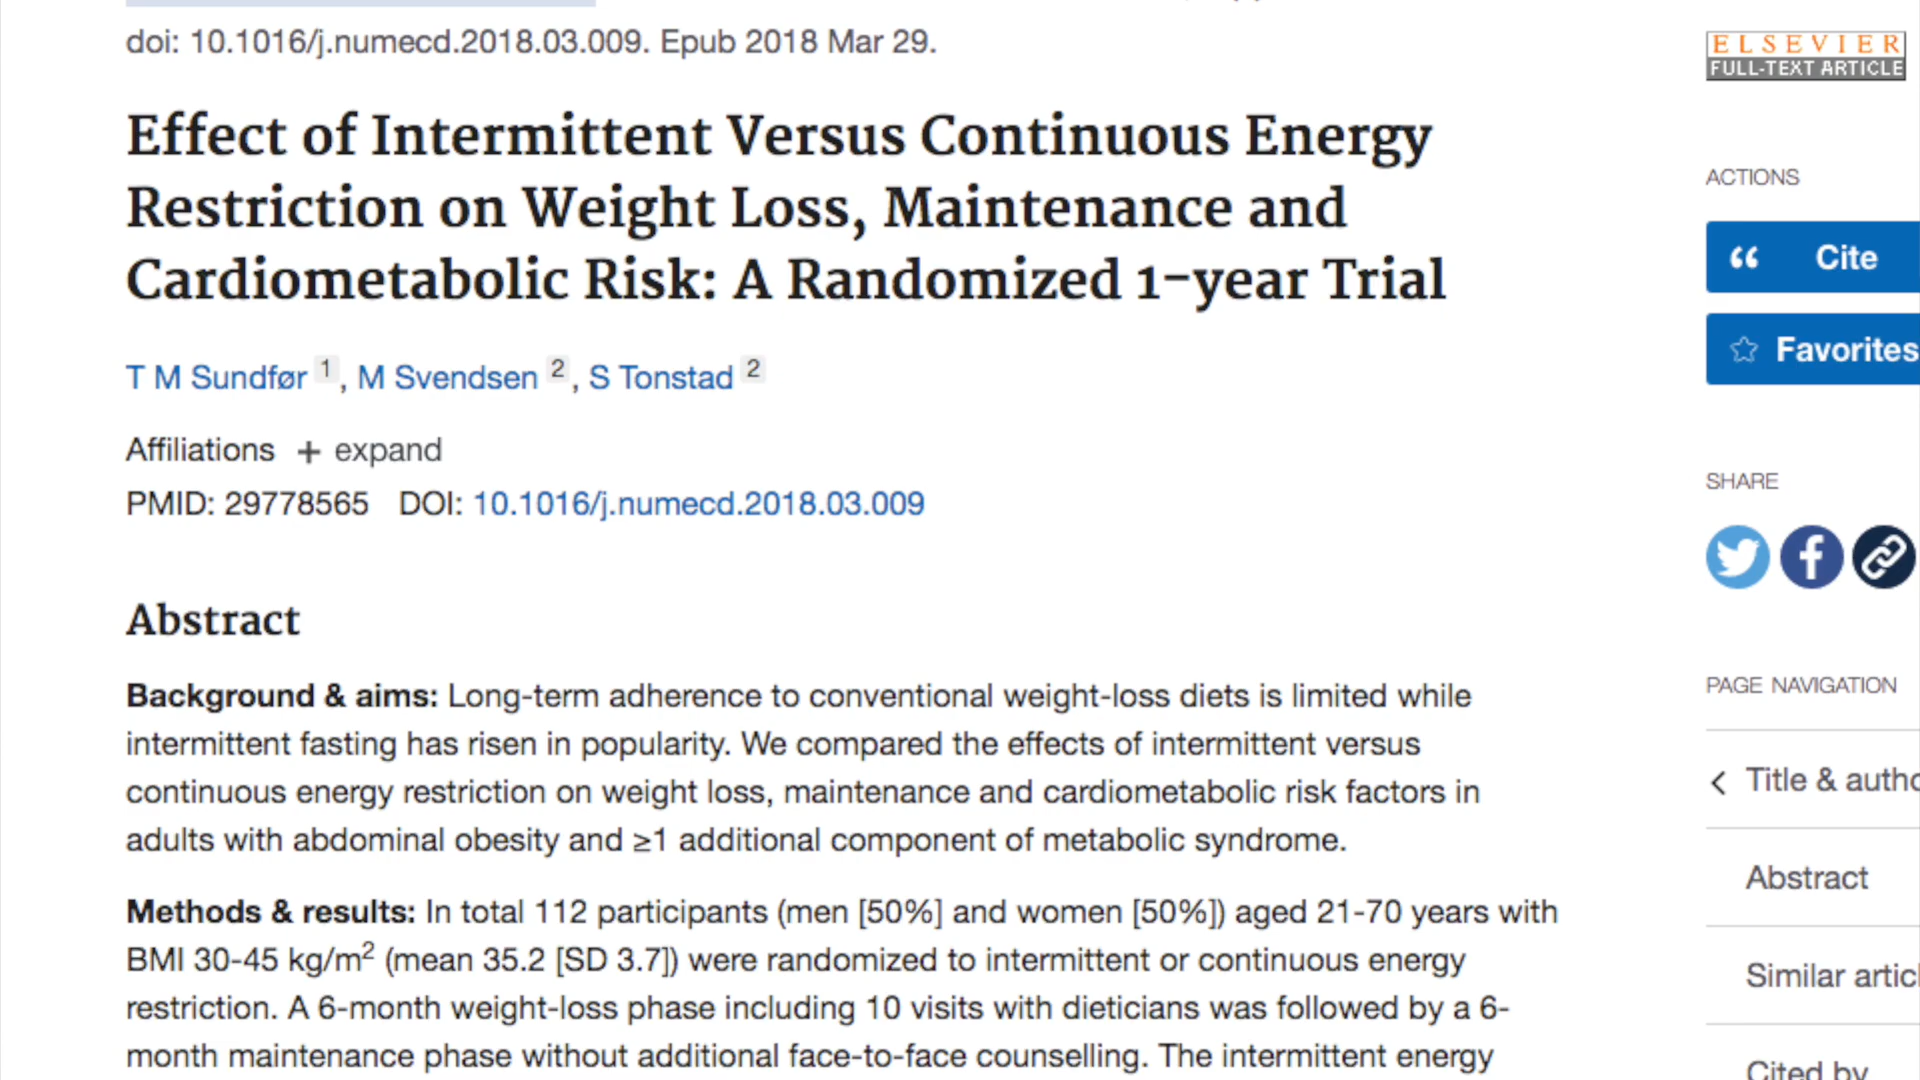 doi: 10.1016/j.numecd.2018.03.009. Epub 2018 Mar 29.
Effect of Intermittent Versus Continuous Energy
Restriction on Weight Loss, Maintenance and
Cardiometabolic Risk: A Randomized 1-year Trial
T M Sundfør 1, M Svendsen 2, S Tonstad 2
Affiliations + expand
PMID: 29778565 DOI: 10.1016/j.numecd.2018.03.009
Abstract
Background & aims: Long-term adherence to conventional weight-loss diets is limited while
intermittent fasting has risen in popularity. We compared the effects of intermittent versus
continuous energy restriction on weight loss, maintenance and cardiometabolic risk factors in
adults with abdominal obesity and ≥1 additional component of metabolic syndrome.
Methods & results: In total 112 participants (men [50%] and women [50%]) aged 21-70 years with
BMI 30-45 kg/m² (mean 35.2 [SD 3.7]) were randomized to intermittent or continuous energy
restriction. A 6-month weight-loss phase including 10 visits with dieticians was followed by a 6-
month maintenance phase without additional face-to-face counselling. The intermittent energy
ELSEVIER
FULL-TEXT ARTICLE
ACTIONS
Cite
Favorites
SHARE
PAGE NAVIGATION
Title & autho
Abstract
Similar articl
Cited by